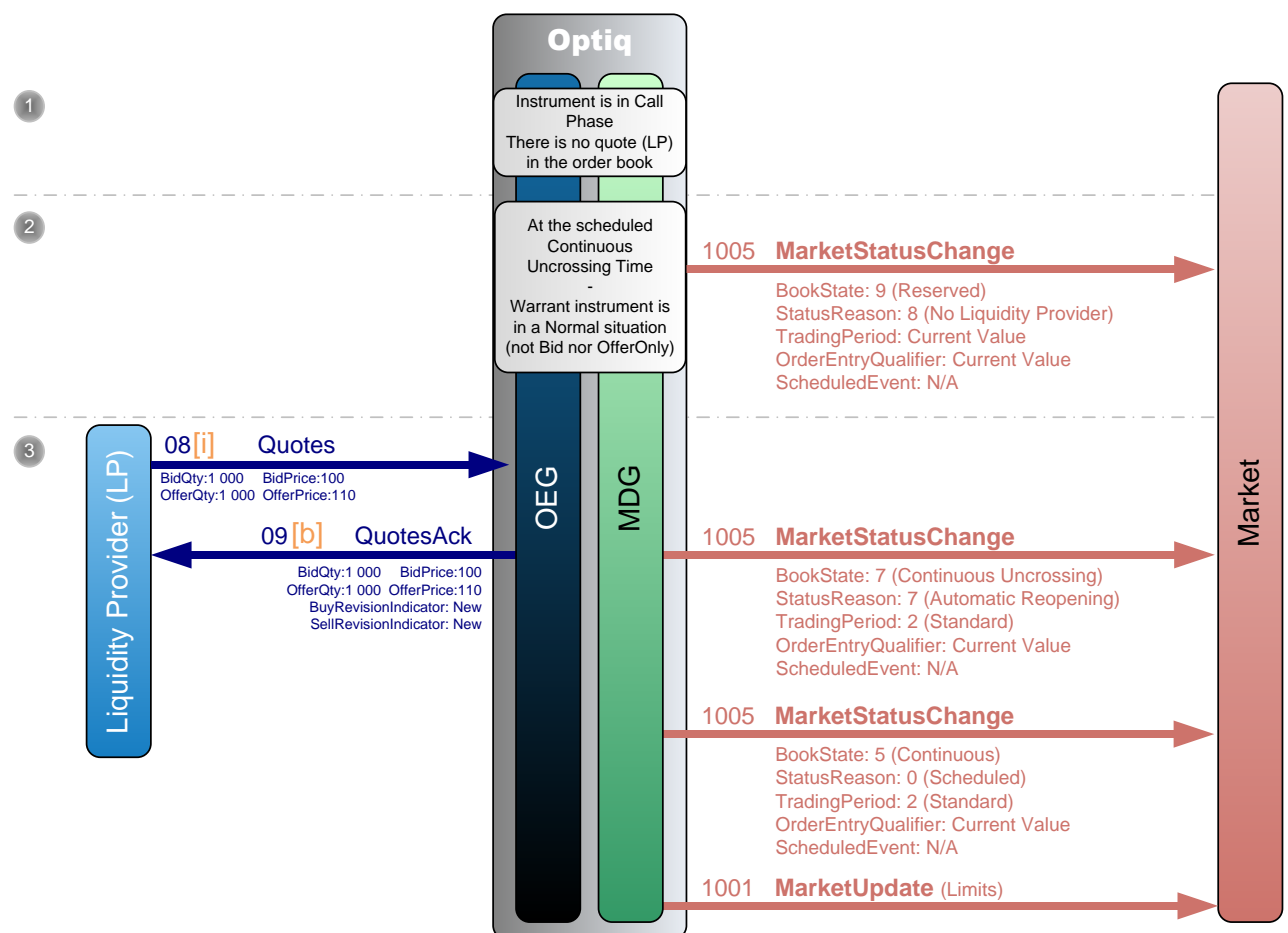 Optiq
1
Instrument is in Call
Phase
There is no quote (LP)
in the order book
2
At the scheduled
Continuous
Uncrossing Time
-
Warrant instrument is
in a Normal situation
(not Bid nor OfferOnly)
1005 MarketStatusChange
BookState: 9 (Reserved)
StatusReason: 8 (No Liquidity Provider)
TradingPeriod: Current Value
OrderEntryQualifier: Current Value
ScheduledEvent: N/A
3
Liquidity Provider (LP)
08 [i] Quotes
BidQty:1 000 BidPrice:100
OfferQty:1 000 OfferPrice:110
09 [b] QuotesAck
BidQty:1 000 BidPrice:100
OfferQty:1 000 OfferPrice:110
BuyRevisionIndicator: New
SellRevisionIndicator: New
OEG
MDG
1005 MarketStatusChange
BookState: 7 (Continuous Uncrossing)
StatusReason: 7 (Automatic Reopening)
TradingPeriod: 2 (Standard)
OrderEntryQualifier: Current Value
ScheduledEvent: N/A
1005 MarketStatusChange
BookState: 5 (Continuous)
StatusReason: 0 (Scheduled)
TradingPeriod: 2 (Standard)
OrderEntryQualifier: Current Value
ScheduledEvent: N/A
1001 MarketUpdate (Limits)
Market